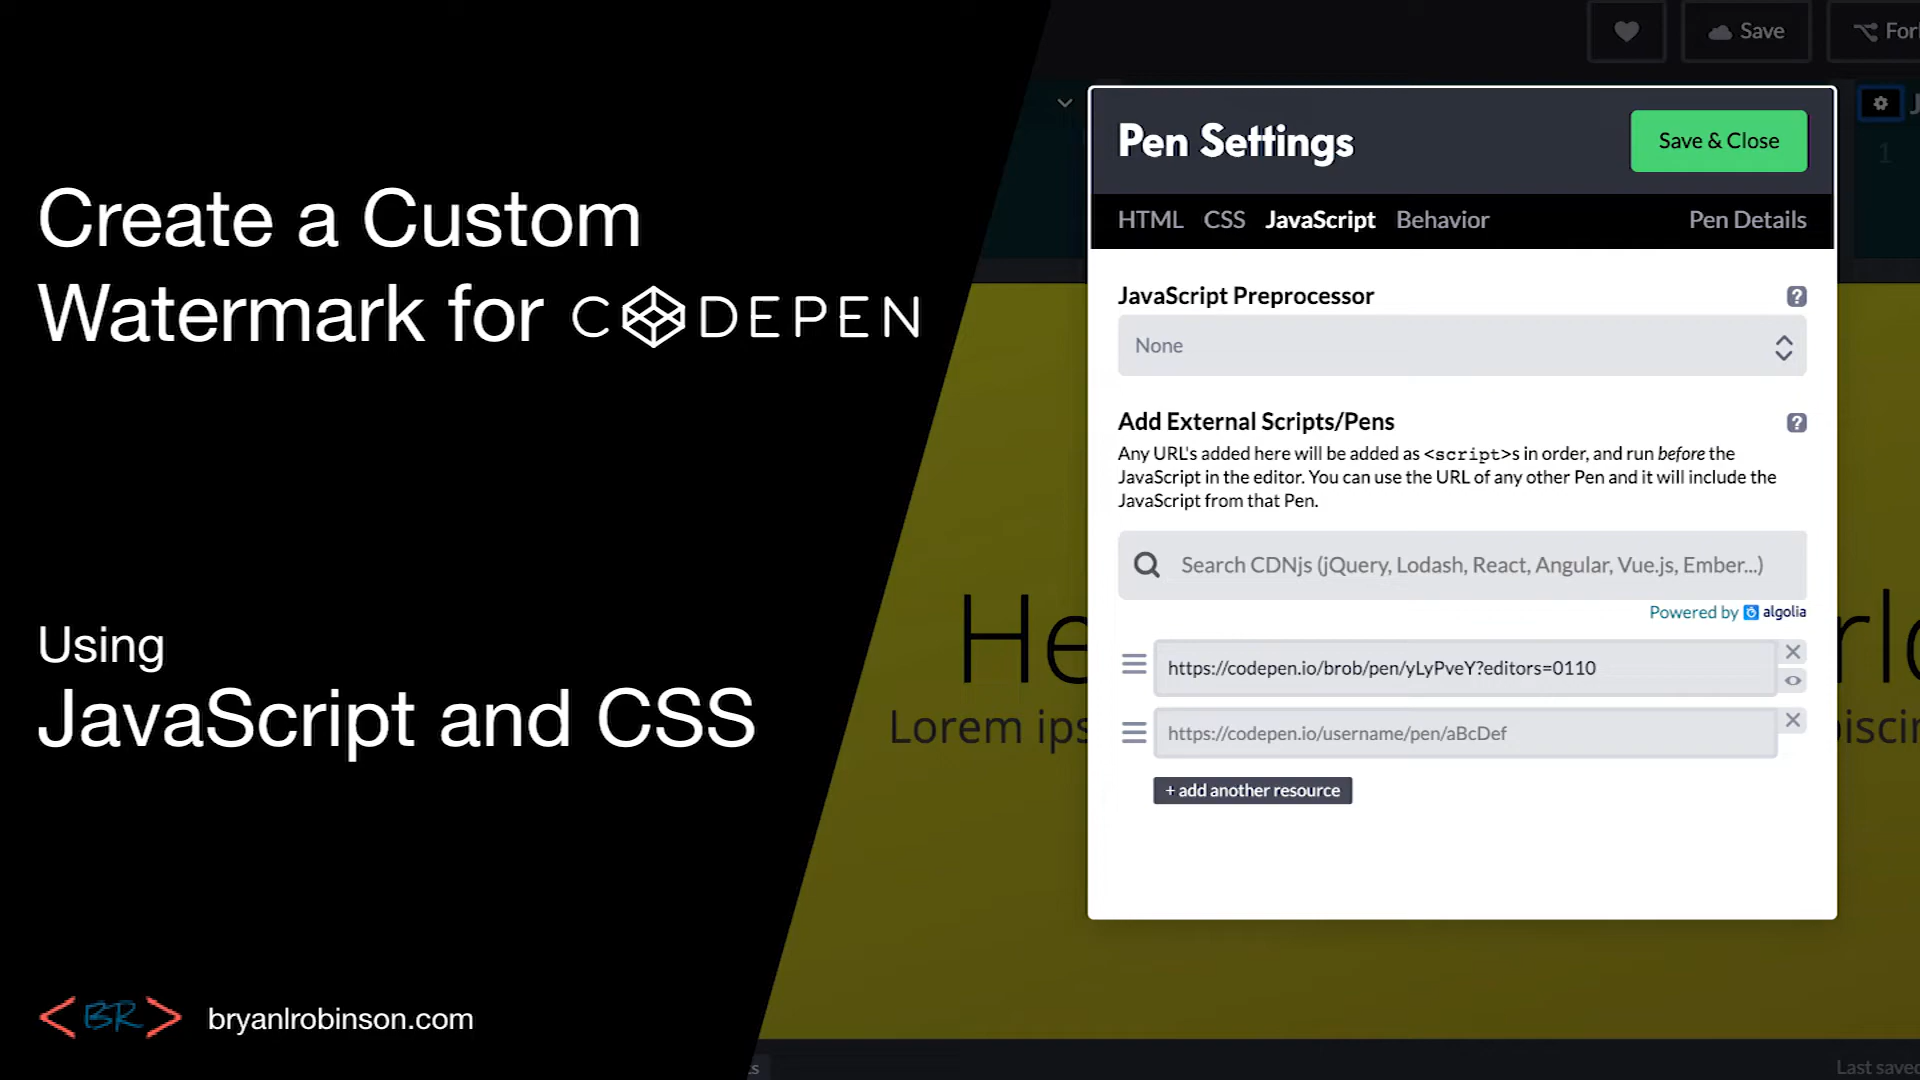 Create a Custom
Watermark for CODEPEN
Using
JavaScript and CSS
<BR> bryanlrobinson.com
Save
Pen Settings
Save & Close
HTML CSS JavaScript Behavior Pen Details
1
JavaScript Preprocessor ?
None
Add External Scripts/Pens ?
Any URL's added here will be added as <script>s in order, and run before the
JavaScript in the editor. You can use the URL of any other Pen and it will include the
JavaScript from that Pen.
Search CDNjs (jQuery, Lodash, React, Angular, Vue.js, Ember...)
Powered by algolia
https://codepen.io/brob/pen/yLyPveY?editors=0110
Lorem
https://codepen.io/username/pen/aBcDef
+ add another resource
Last saved